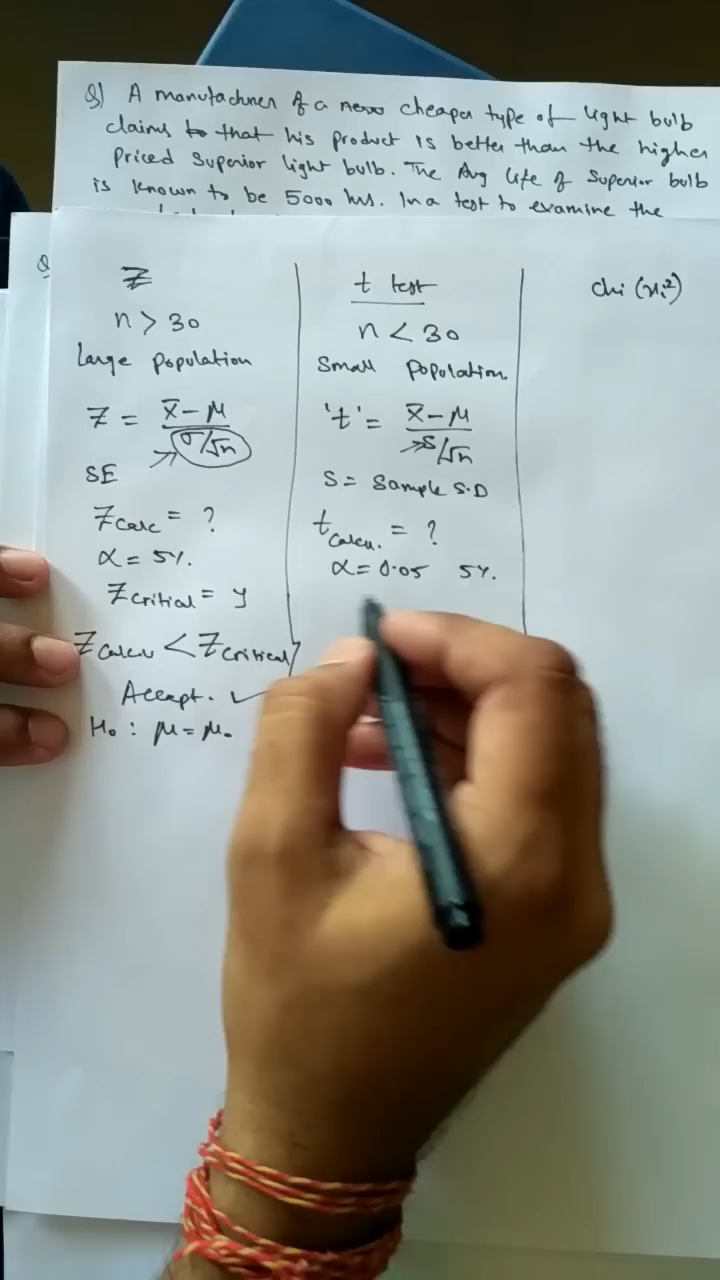 Q) A manufacturer of a new cheaper type of light bulb
claims that his product is better than the higher
priced superior light bulb. The Avg life of Superior bulb
is known to be 5000 hrs. In a test to examine the
Q
Z
n > 30
Large Population
Z = x̄ - μ
σ/√n
SE
Zcalc = ?
α = 5%.
Zcritical = y
Zcalcu < Zcritical
Accept. ✓
H₀ : μ = μ₀
t test
n < 30
Small Population.
't' = x̄ - μ
s/√n
S = Sample S.D
tcalcu. = ?
α = 0.05 5%.
chi (xi²)